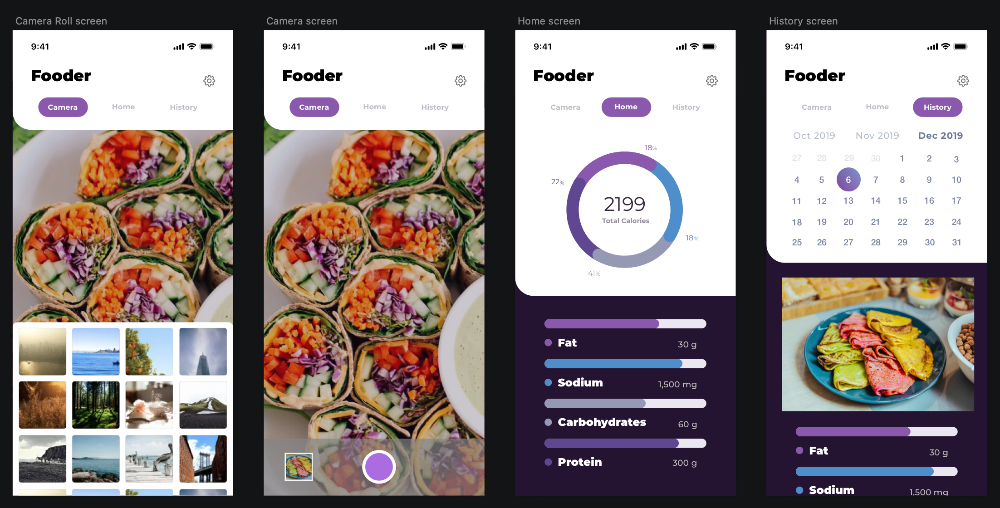 Camera Roll screen
9:41
Fooder
Camera Home History
Camera screen
9:41
Fooder
Camera Home History
Home screen
9:41
Fooder
Camera Home History
18%
22%
2199
Total Calories
18%
41%
Fat 30 g
Sodium 1,500 mg
Carbohydrates 60 g
Protein 300 g
History screen
9:41
Fooder
Camera Home History
Oct 2019 Nov 2019 Dec 2019
27 28 29 30 1 2 3
4 5 6 7 8 9 10
11 12 13 14 15 16 17
18 19 20 21 22 23 24
25 26 27 28 29 30 31
Fat 30 g
Sodium 1,500 mg